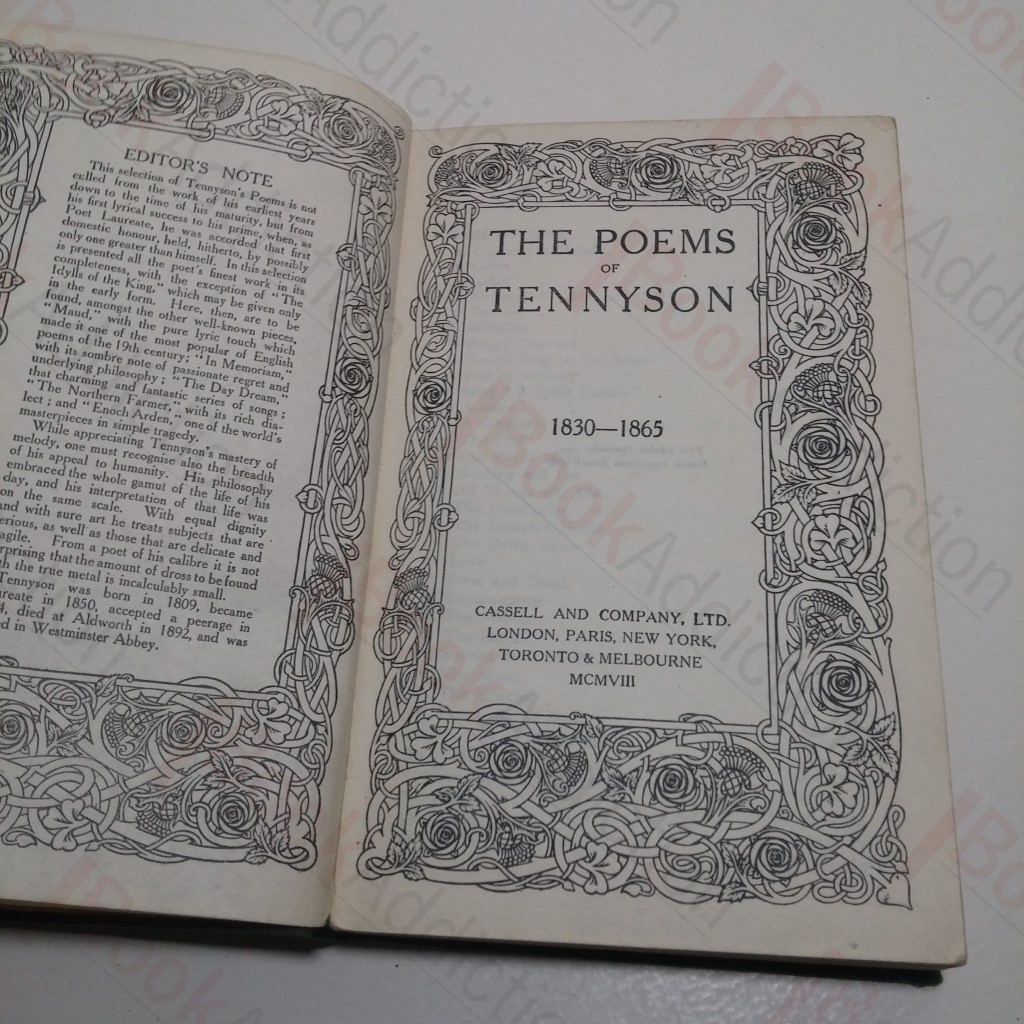 EDITOR'S NOTE
This selection of Tennyson's Poems is not
culled from the work of his earliest years
down to the time of his maturity, but from
his first lyrical success to his prime, when, as
Poet Laureate, he was accorded that first
domestic honour, held, hitherto, by possibly
only one greater than himself. In this selection
is presented all the poet's finest work in its
completeness, with the exception of "The
Idylls of the King," which may be given only
in the early form. Here, then, are to be
found, amongst the other well-known pieces,
"Maud," with the pure lyric touch which
made it one of the most popular of English
poems of the 19th century; "In Memoriam,"
with its sombre note of passionate regret and
underlying philosophy; "The Day Dream,"
that charming and fantastic series of songs;
"The Northern Farmer," with its rich dia-
lect; and "Enoch Arden," one of the world's
masterpieces in simple tragedy.
While appreciating Tennyson's mastery of
melody, one must recognise also the breadth
of his appeal to humanity. His philosophy
embraced the whole gamut of the life of his
day, and his interpretation of that life was
on the same scale. With equal dignity
and with sure art he treats subjects that are
erious, as well as those that are delicate and
agile. From a poet of his calibre it is not
rprising that the amount of dross to be found
h the true metal is incalculably small.
Tennyson was born in 1809, became
reate in 1850, accepted a peerage in
4, died at Aldworth in 1892, and was
d in Westminster Abbey.
THE POEMS
OF
TENNYSON
1830—1865
CASSELL AND COMPANY, LTD.
LONDON, PARIS, NEW YORK,
TORONTO & MELBOURNE
MCMVIII
BookAddiction